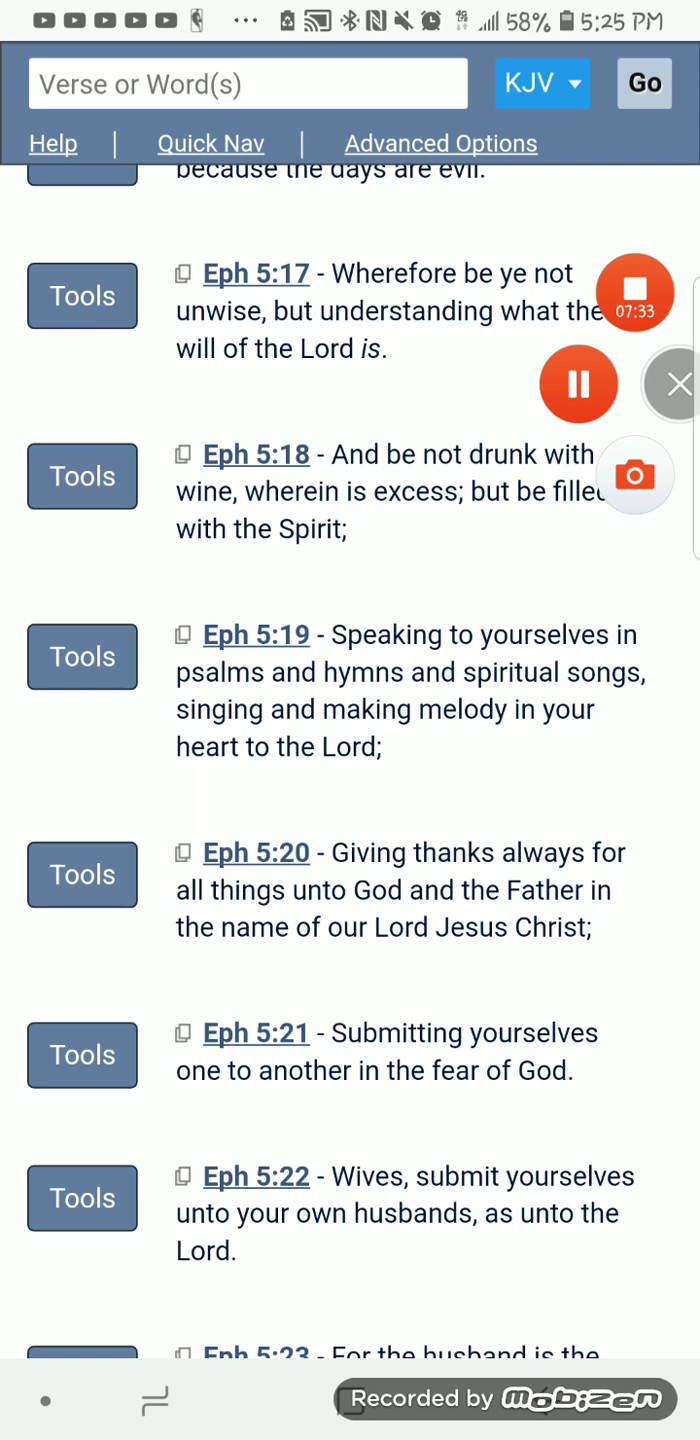 58% 5:25 PM
Verse or Word(s) KJV Go
Help | Quick Nav | Advanced Options
because the days are evil.
Tools
Eph 5:17 - Wherefore be ye not
unwise, but understanding what the
will of the Lord is.
07:33
Tools
Eph 5:18 - And be not drunk with
wine, wherein is excess; but be filled
with the Spirit;
Tools
Eph 5:19 - Speaking to yourselves in
psalms and hymns and spiritual songs,
singing and making melody in your
heart to the Lord;
Tools
Eph 5:20 - Giving thanks always for
all things unto God and the Father in
the name of our Lord Jesus Christ;
Tools
Eph 5:21 - Submitting yourselves
one to another in the fear of God.
Tools
Eph 5:22 - Wives, submit yourselves
unto your own husbands, as unto the
Lord.
Eph 5:23 - For the husband is the
Recorded by mobizen